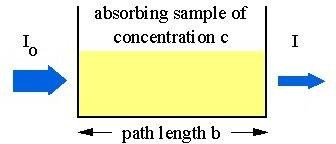 absorbing sample of
concentration c
Io
I
path length b